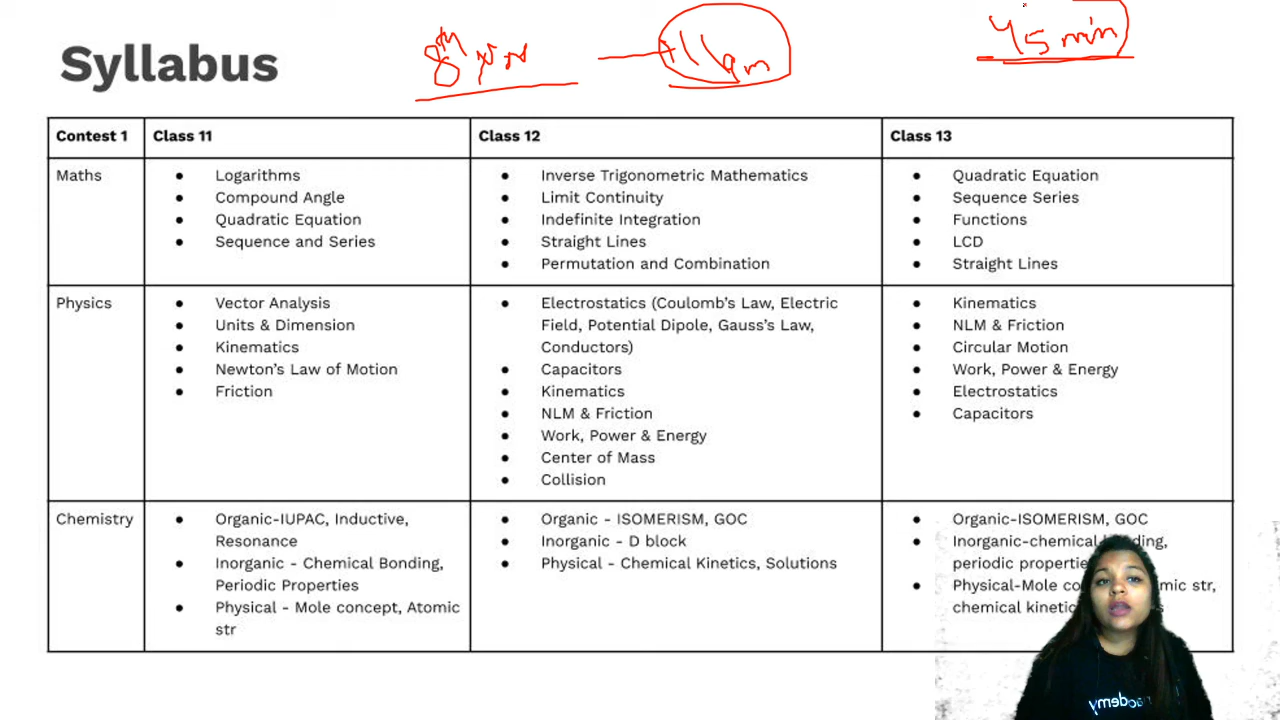 8th Nov 11am
45 min
Syllabus
Contest 1
Class 11
Class 12
Class 13
Maths
● Logarithms
● Compound Angle
● Quadratic Equation
● Sequence and Series
● Inverse Trigonometric Mathematics
● Limit Continuity
● Indefinite Integration
● Straight Lines
● Permutation and Combination
● Quadratic Equation
● Sequence Series
● Functions
● LCD
● Straight Lines
Physics
● Vector Analysis
● Units & Dimension
● Kinematics
● Newton's Law of Motion
● Friction
● Electrostatics (Coulomb's Law, Electric
Field, Potential Dipole, Gauss's Law,
Conductors)
● Capacitors
● Kinematics
● NLM & Friction
● Work, Power & Energy
● Center of Mass
● Collision
● Kinematics
● NLM & Friction
● Circular Motion
● Work, Power & Energy
● Electrostatics
● Capacitors
Chemistry
● Organic-IUPAC, Inductive,
Resonance
● Inorganic - Chemical Bonding,
Periodic Properties
● Physical - Mole concept, Atomic
str
● Organic - ISOMERISM, GOC
● Inorganic - D block
● Physical - Chemical Kinetics, Solutions
● Organic-ISOMERISM, GOC
● Inorganic-chemical
periodic
● Physical-Mole str,
chemical